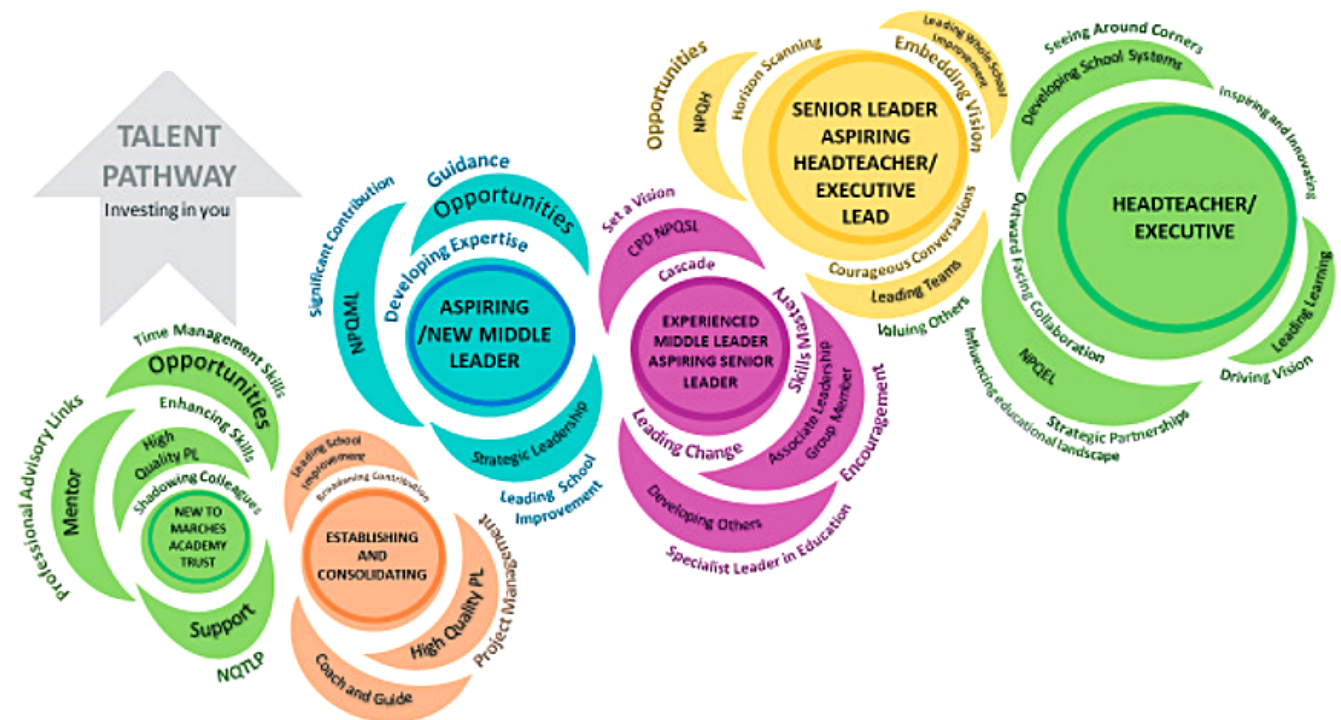 TALENT
PATHWAY
Investing in you
Time Management Skills
Opportunities
Enhancing Skills
Professional Advisory Links
Mentor
High
Quality PL
Shadowing Colleagues
NEW TO
MARCHES
ACADEMY
TRUST
Support
NQTLP
Leading School
Improvement
Broadening Contribution
ESTABLISHING
AND
CONSOLIDATING
High Quality PL
Project Management
Coach and Guide
Significant Contribution
NPQML
Guidance
Opportunities
Developing Expertise
ASPIRING
/NEW MIDDLE
LEADER
Strategic Leadership
Leading School
Improvement
Set a Vision
CPD NPQSL
Cascade
EXPERIENCED
MIDDLE LEADER
ASPIRING SENIOR
LEADER
Skills Mastery
Associate Leadership
Group Member
Encouragement
Leading Change
Developing Others
Specialist Leader in Education
Opportunities
NPQH
Horizon Scanning
Leading Whole School
Improvement
Embedding Vision
SENIOR LEADER
ASPIRING
HEADTEACHER/
EXECUTIVE
LEAD
Courageous Conversations
Leading Teams
Valuing Others
Seeing Around Corners
Developing School Systems
Inspiring and Innovating
HEADTEACHER/
EXECUTIVE
Outward Facing Collaboration
NPQEL
Influencing educational landscape
Strategic Partnerships
Leading Learning
Driving Vision